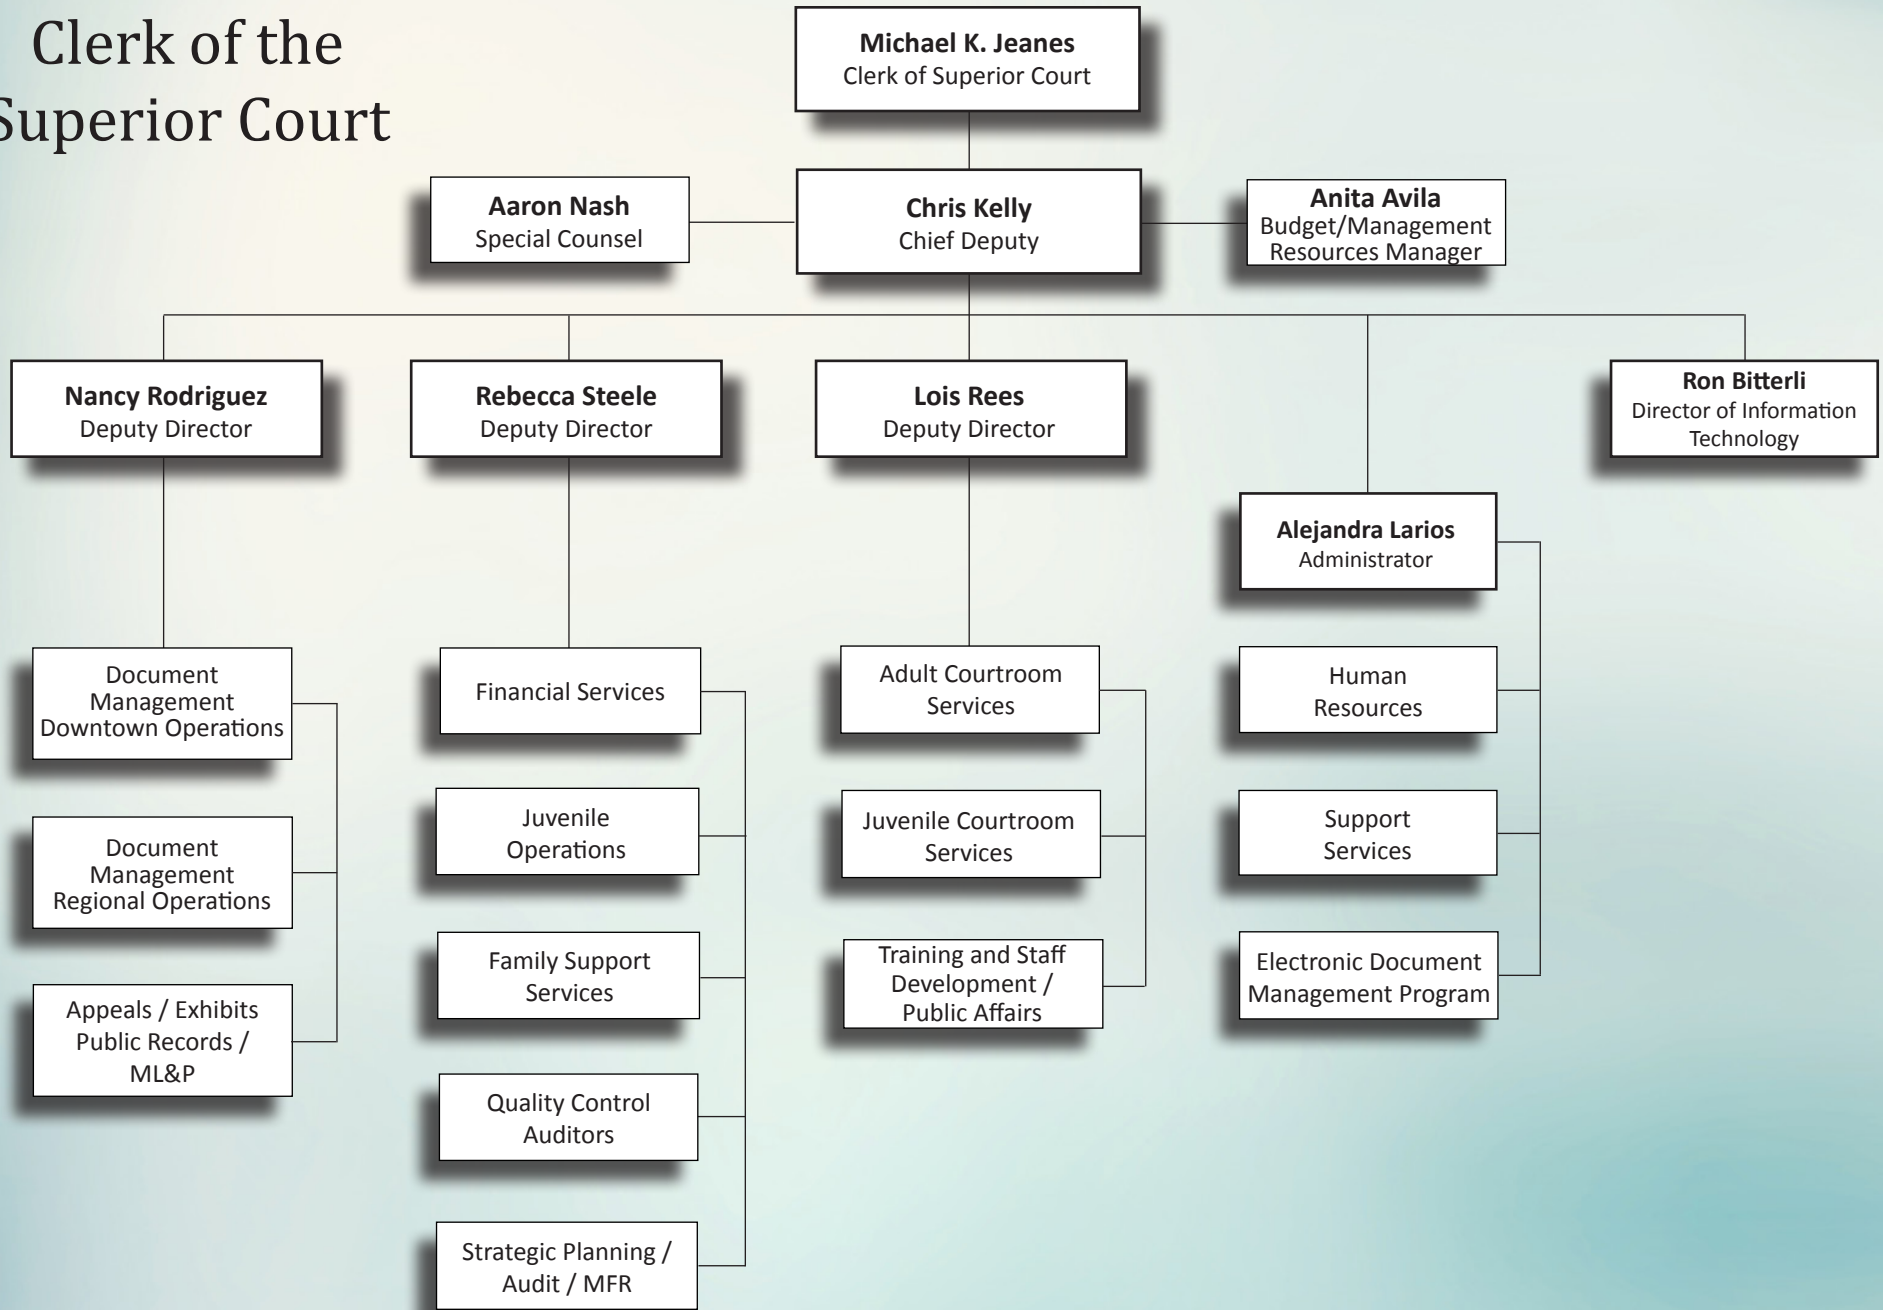 Clerk of the
Superior Court
Michael K. Jeanes
Clerk of Superior Court
Aaron Nash
Special Counsel
Chris Kelly
Chief Deputy
Anita Avila
Budget/Management
Resources Manager
Nancy Rodriguez
Deputy Director
Rebecca Steele
Deputy Director
Lois Rees
Deputy Director
Ron Bitterli
Director of Information
Technology
Alejandra Larios
Administrator
Document
Management
Downtown Operations
Document
Management
Regional Operations
Appeals / Exhibits
Public Records /
ML&P
Financial Services
Juvenile
Operations
Family Support
Services
Quality Control
Auditors
Strategic Planning /
Audit / MFR
Adult Courtroom
Services
Juvenile Courtroom
Services
Training and Staff
Development /
Public Affairs
Human
Resources
Support
Services
Electronic Document
Management Program